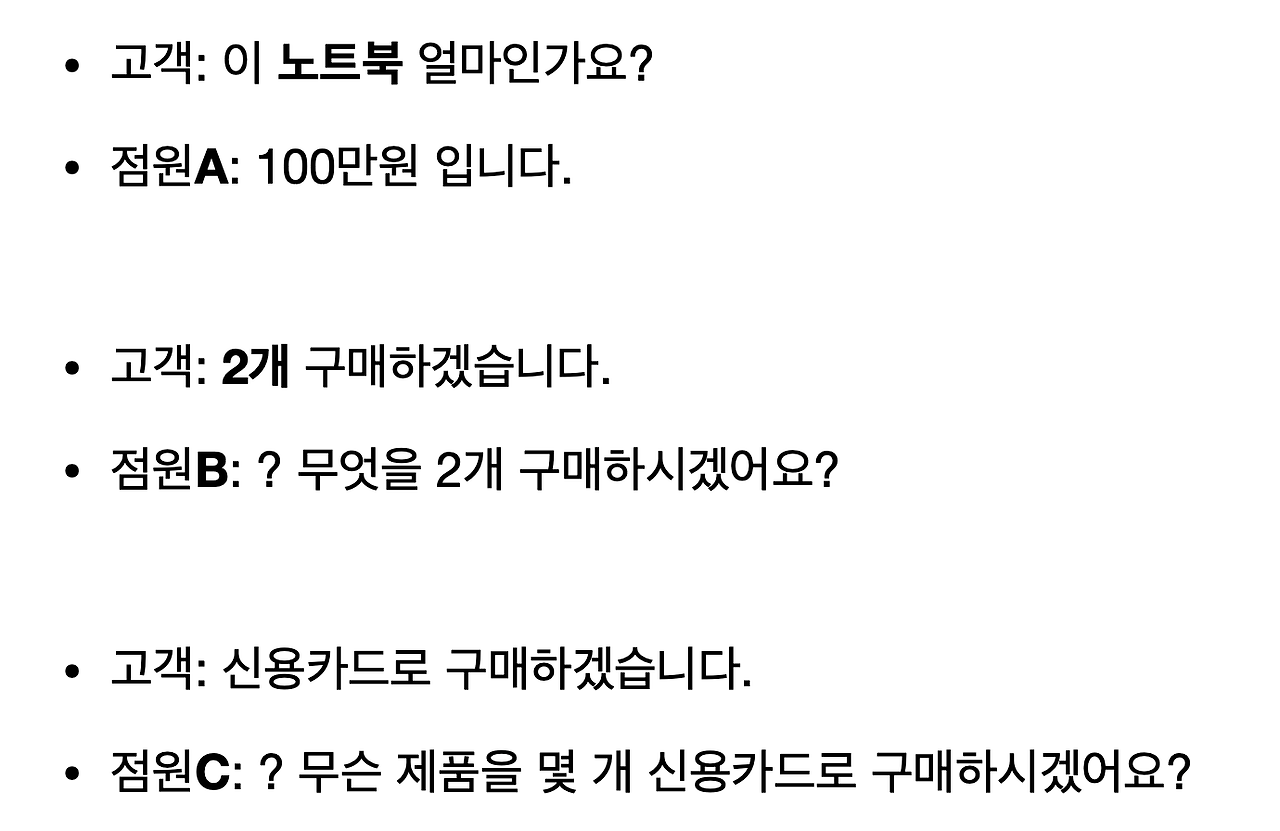 • 고객: 이 노트북 얼마인가요?
• 점원A: 100만원 입니다.
• 고객: 2개 구매하겠습니다.
• 점원B: ? 무엇을 2개 구매하시겠어요?
• 고객: 신용카드로 구매하겠습니다.
• 점원C: ? 무슨 제품을 몇 개 신용카드로 구매하시겠어요?